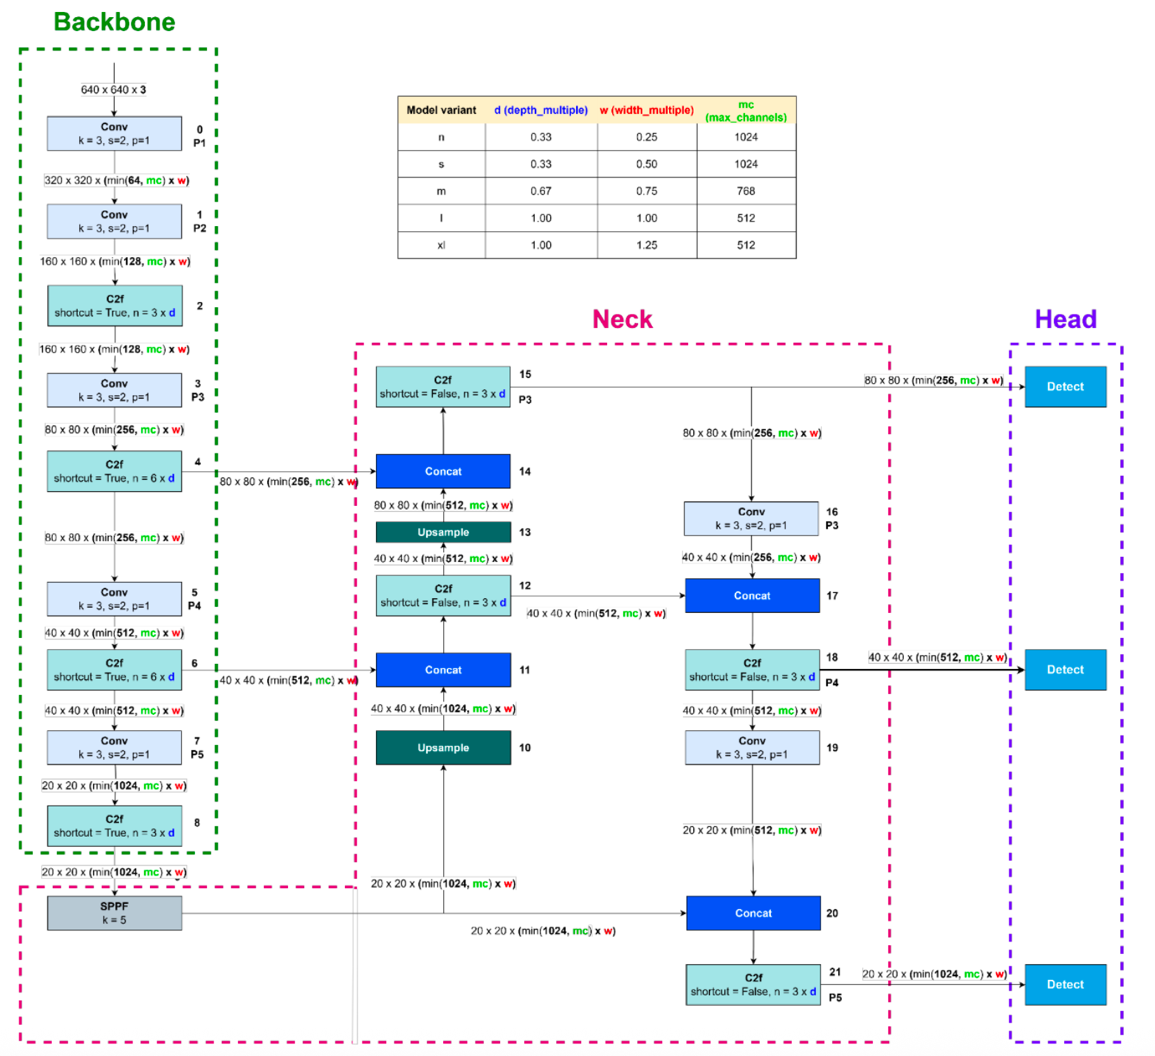 Backbone
640 x 640 x 3
Conv
k = 3, s=2, p=1
0
P1
320 x 320 x (min(64, mc) x w)
Conv
k = 3, s=2, p=1
1
P2
160 x 160 x (min(128, mc) x w)
C2f
shortcut = True, n = 3 x d
2
160 x 160 x (min(128, mc) x w)
Conv
k = 3, s=2, p=1
3
P3
80 x 80 x (min(256, mc) x w)
C2f
shortcut = True, n = 6 x d
4
80 x 80 x (min(256, mc) x w)
80 x 80 x (min(256, mc) x w)
Conv
k = 3, s=2, p=1
5
P4
40 x 40 x (min(512, mc) x w)
C2f
shortcut = True, n = 6 x d
6
40 x 40 x (min(512, mc) x w)
40 x 40 x (min(512, mc) x w)
Conv
k = 3, s=2, p=1
7
P5
20 x 20 x (min(1024, mc) x w)
C2f
shortcut = True, n = 3 x d
8
20 x 20 x (min(1024, mc) x w)
SPPF
k = 5
Model variant d (depth_multiple) w (width_multiple) mc (max_channels)
n 0.33 0.25 1024
s 0.33 0.50 1024
m 0.67 0.75 768
l 1.00 1.00 512
xl 1.00 1.25 512
Neck
C2f
shortcut = False, n = 3 x d
15
P3
Concat
14
80 x 80 x (min(512, mc) x w)
Upsample
13
40 x 40 x (min(512, mc) x w)
C2f
shortcut = False, n = 3 x d
12
40 x 40 x (min(512, mc) x w)
Concat
11
40 x 40 x (min(1024, mc) x w)
Upsample
10
20 x 20 x (min(1024, mc) x w)
20 x 20 x (min(1024, mc) x w)
80 x 80 x (min(256, mc) x w)
80 x 80 x (min(256, mc) x w)
Conv
k = 3, s=2, p=1
16
P3
40 x 40 x (min(256, mc) x w)
Concat
17
C2f
shortcut = False, n = 3 x d
18
P4
40 x 40 x (min(512, mc) x w)
40 x 40 x (min(512, mc) x w)
Conv
k = 3, s=2, p=1
19
20 x 20 x (min(512, mc) x w)
Concat
20
C2f
shortcut = False, n = 3 x d
21
P5
20 x 20 x (min(1024, mc) x w)
Head
Detect
Detect
Detect